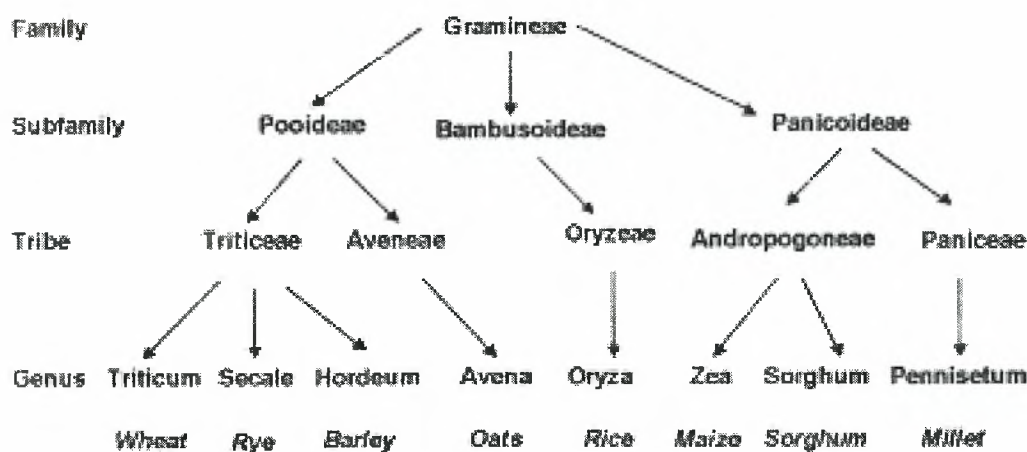 Family Gramineae
Subfamily Pooideae Bambusoideae Panicoideae
Tribe Triticeae Aveneae Oryzeae Andropogoneae Paniceae
Genus Triticum Secale Hordeum Avena Oryza Zea Sorghum Pennisetum
Wheat Rye Barley Oats Rice Maize Sorghum Millet